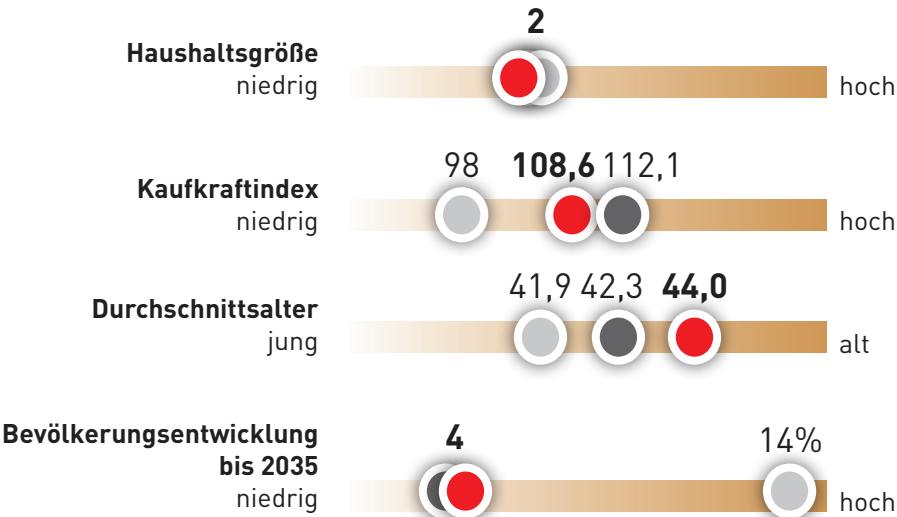 2
Haushaltsgröße
niedrig
hoch
98 108,6 112,1
Kaufkraftindex
niedrig
hoch
41,9 42,3 44,0
Durchschnittsalter
jung
alt
Bevölkerungsentwicklung
bis 2035
niedrig
4
14%
hoch